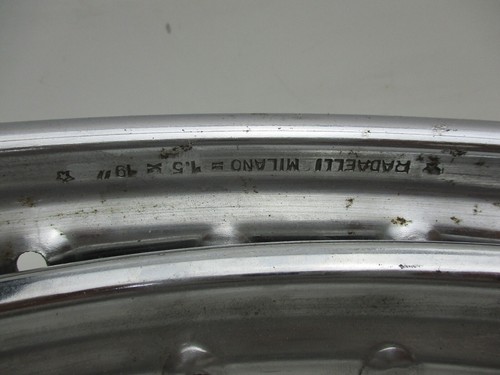 ☆ RADAELLI MILANO = 1.5 X 19" ☆